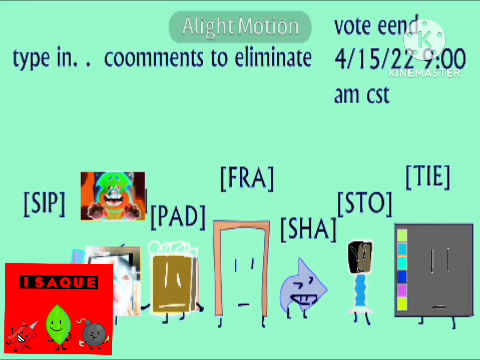 Alight Motion
vote eend
type in. . coomments to eliminate
4/15/22 9:00
KINEMASTER
am cst
[TIE]
[FRA]
[SIP]
[STO]
[PAD]
[SHA]
I SAQUE